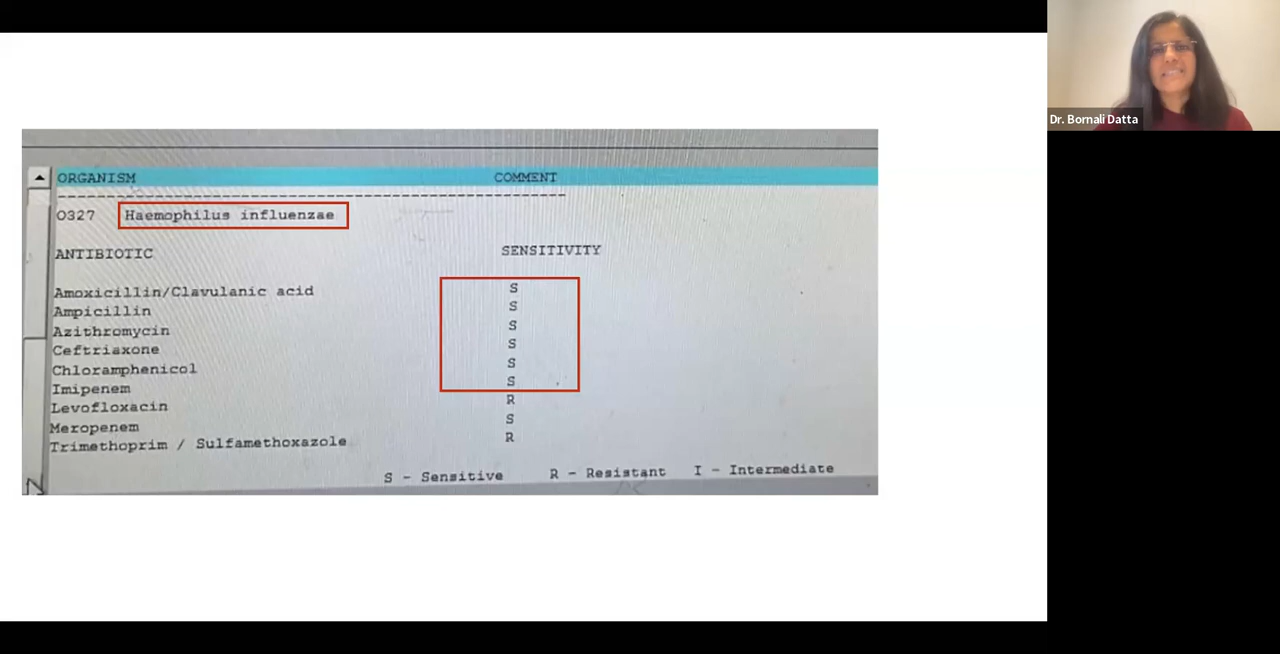 ORGANISM COMMENT
O327 Haemophilus influenzae
ANTIBIOTIC SENSITIVITY
Amoxicillin/Clavulanic acid S
Ampicillin S
Azithromycin S
Ceftriaxone S
Chloramphenicol S
Imipenem S
Levofloxacin R
Meropenem S
Trimethoprim / Sulfamethoxazole R
S - Sensitive R - Resistant I - Intermediate
Dr. Bornali Datta